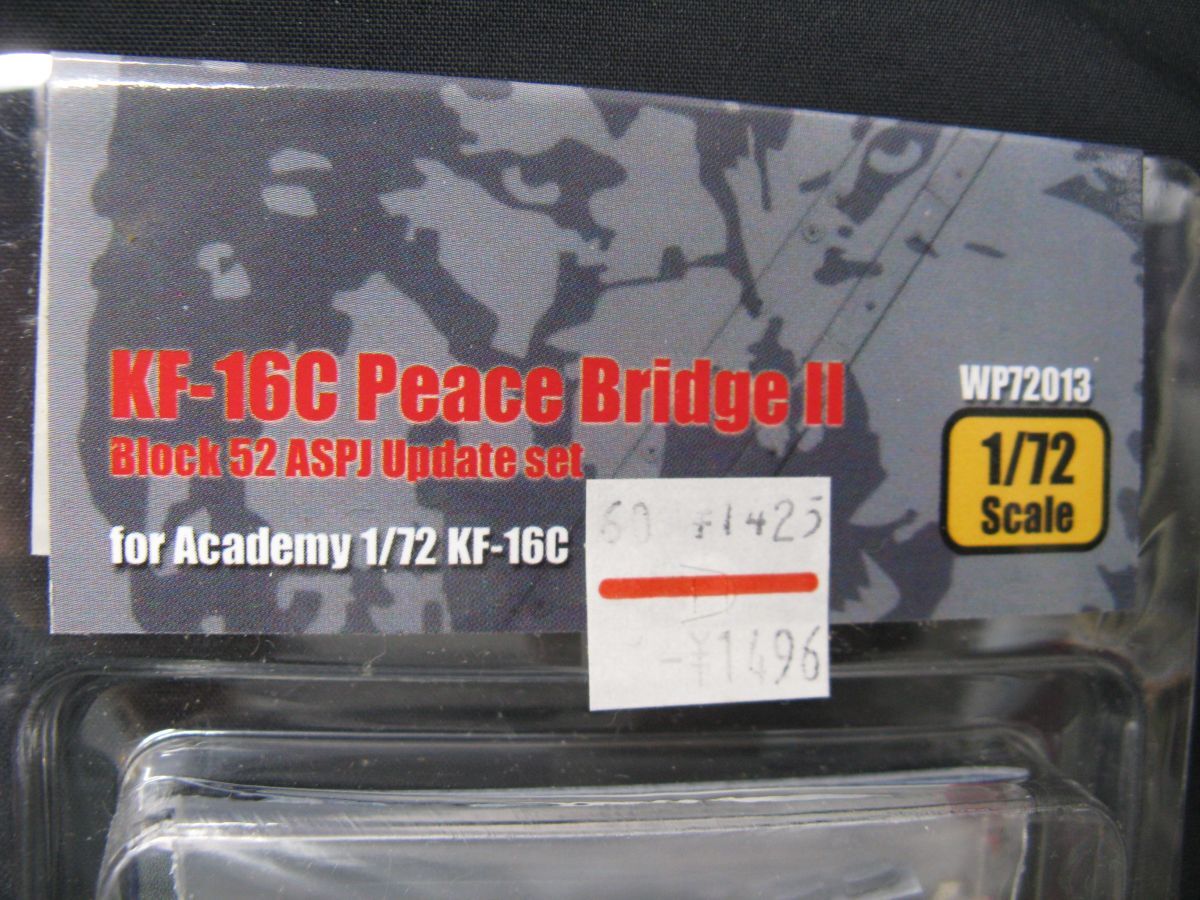 KF-16C Peace Bridge II
Block 52 ASPJ Update set
for Academy 1/72 KF-16C
WP72013
1/72
Scale
60 ¥1425
D
-¥1496